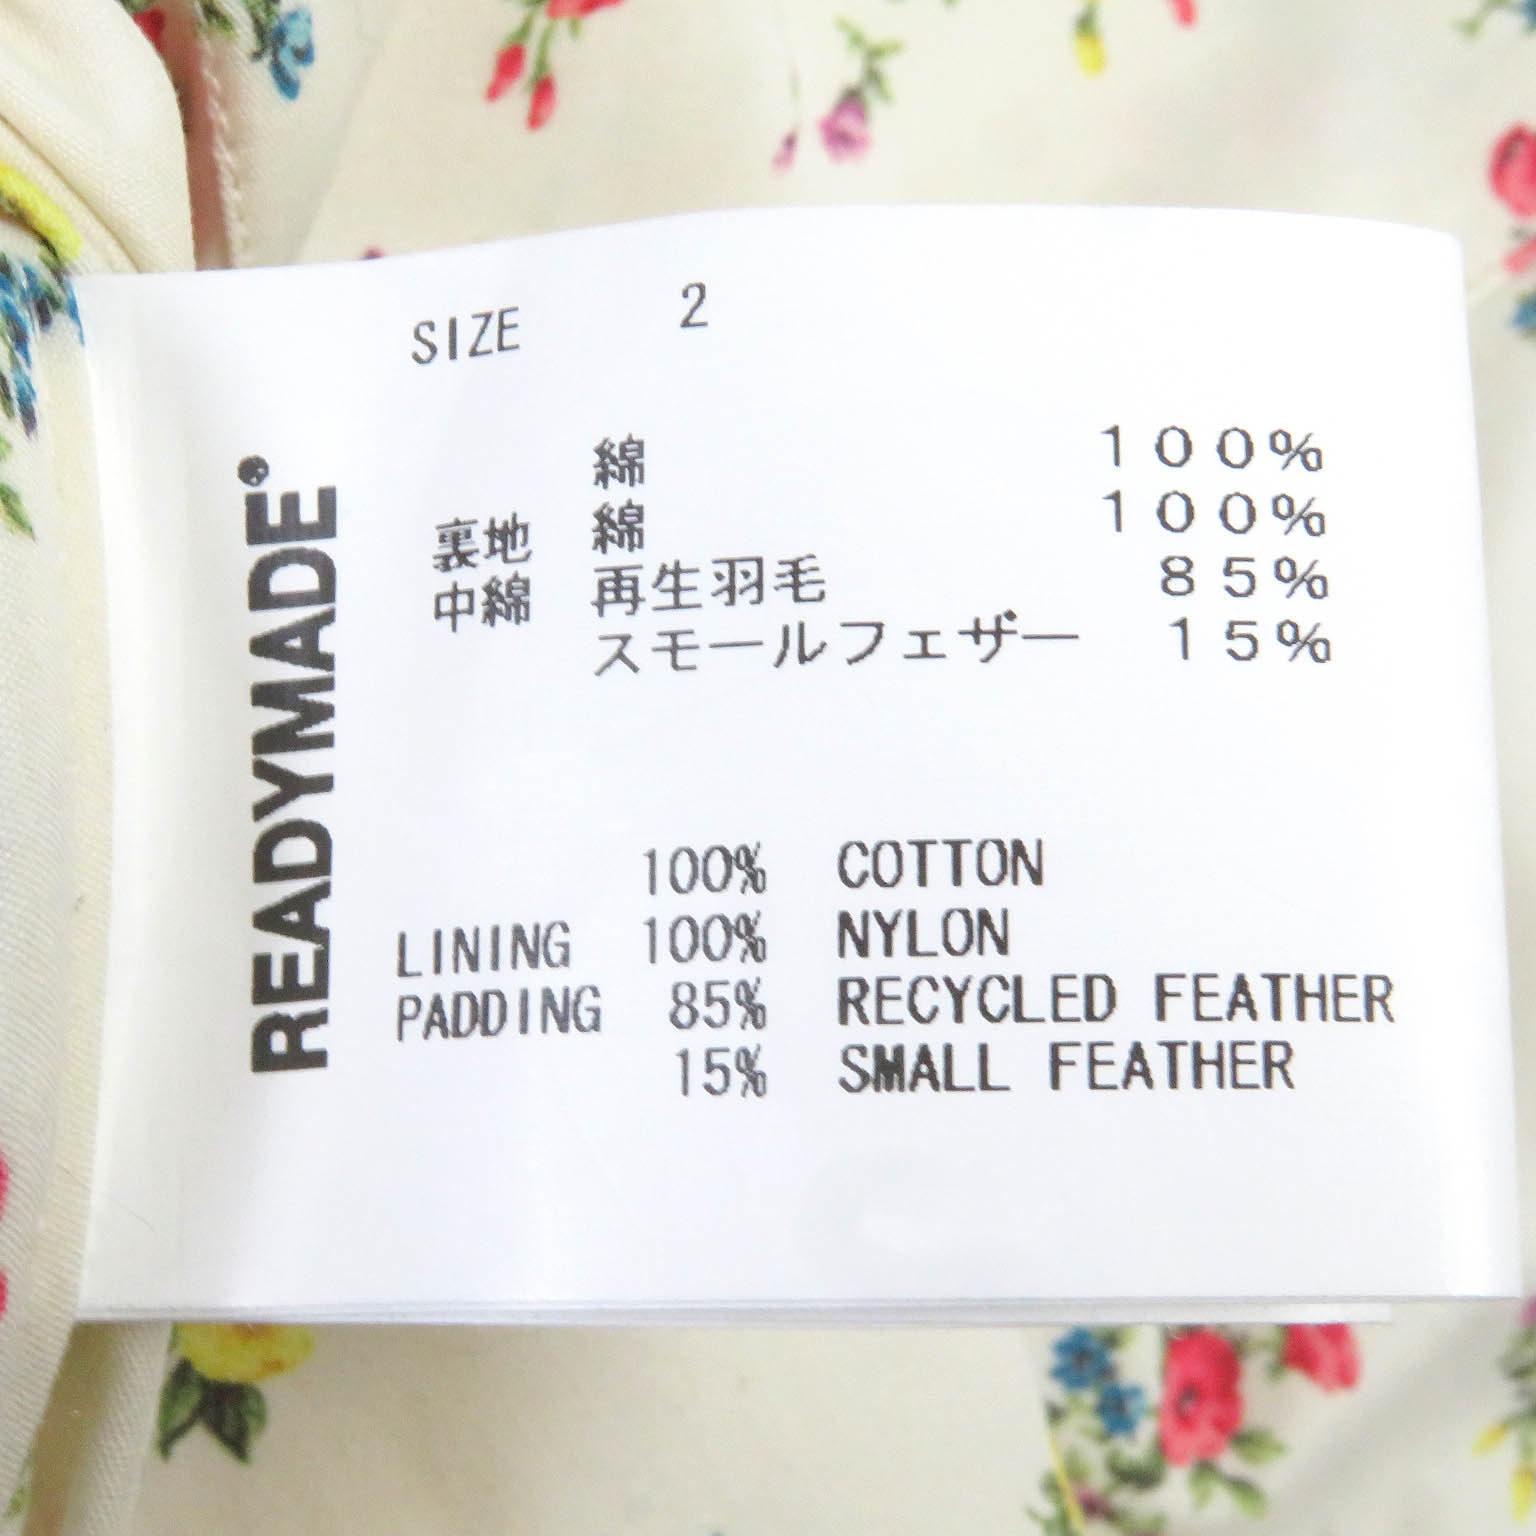 READYMADE®
SIZE 2
綿 １００％
裏地 綿 １００％
中綿 再生羽毛 ８５％
スモールフェザー １５％
100% COTTON
LINING 100% NYLON
PADDING 85% RECYCLED FEATHER
15% SMALL FEATHER